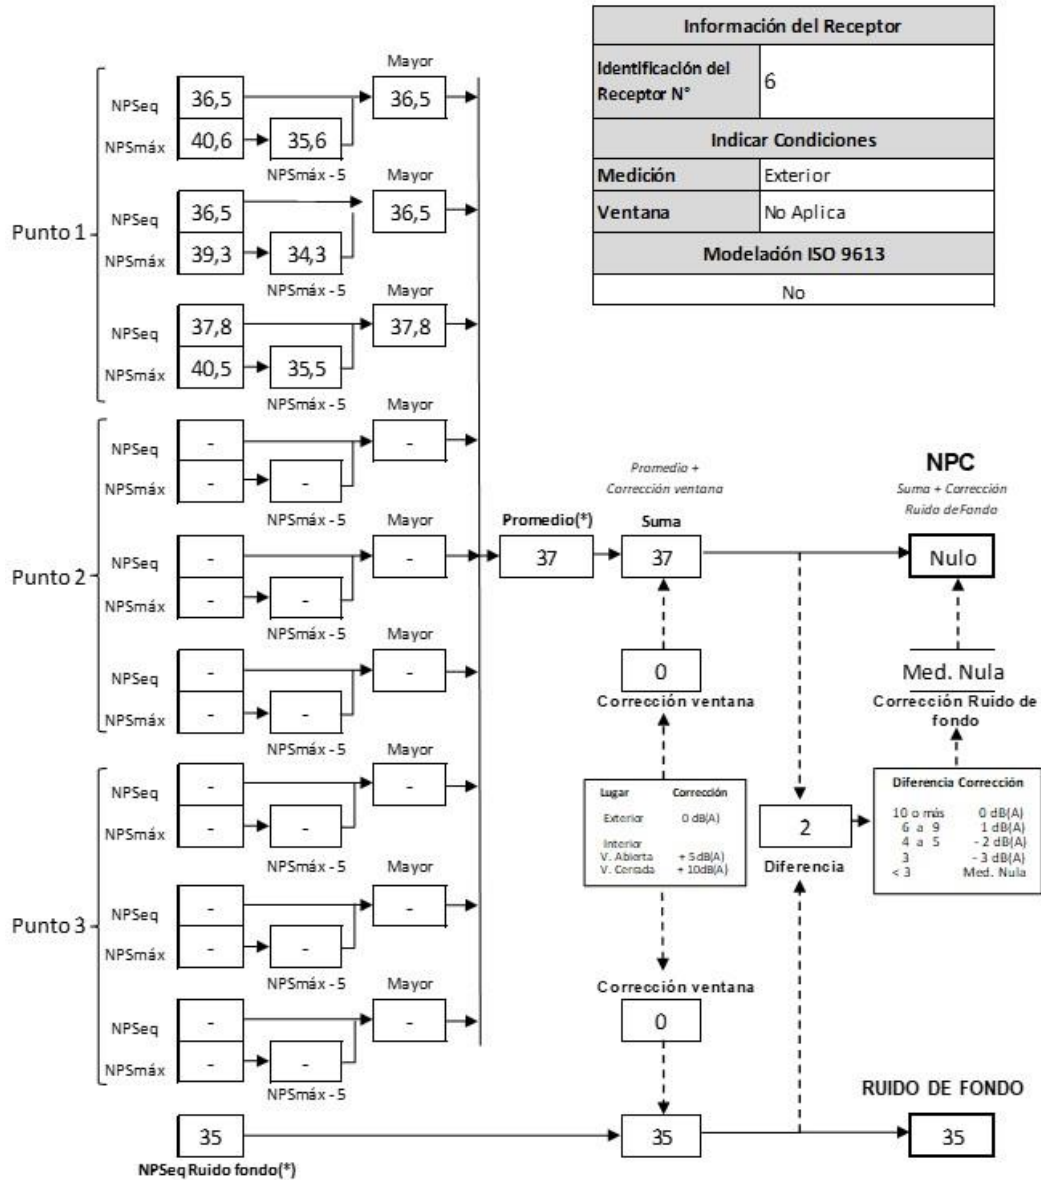 Información del Receptor
Identificación del Receptor N° 6
Indicar Condiciones
Medición Exterior
Ventana No Aplica
Modelación ISO 9613
No
Punto 1
Mayor
NPSeq 36,5 36,5
NPSmáx 40,6 35,6
NPSmáx - 5
Mayor
NPSeq 36,5 36,5
NPSmáx 39,3 34,3
NPSmáx - 5
Mayor
NPSeq 37,8 37,8
NPSmáx 40,5 35,5
NPSmáx - 5
Punto 2
Mayor
NPSeq - -
NPSmáx - -
NPSmáx - 5
Mayor
NPSeq - -
NPSmáx - -
NPSmáx - 5
Mayor
NPSeq - -
NPSmáx - -
NPSmáx - 5
Punto 3
Mayor
NPSeq - -
NPSmáx - -
NPSmáx - 5
Mayor
NPSeq - -
NPSmáx - -
NPSmáx - 5
Mayor
NPSeq - -
NPSmáx - -
NPSmáx - 5
35
NPSeq Ruido fondo(*)
Promedio(*)
37
Promedio +
Corrección ventana
Suma
37
0
Corrección ventana
Lugar Corrección
Exterior 0 dB(A)
Interior
V. Abierta + 5dB(A)
V. Cerrada + 10dB(A)
Corrección ventana
0
35
2
Diferencia
NPC
Suma + Corrección
Ruido de Fondo
Nulo
Med. Nula
Corrección Ruido de
fondo
Diferencia Corrección
10 o más 0 dB(A)
6 a 9 1 dB(A)
4 a 5 - 2 dB(A)
3 - 3 dB(A)
< 3 Med. Nula
RUIDO DE FONDO
35